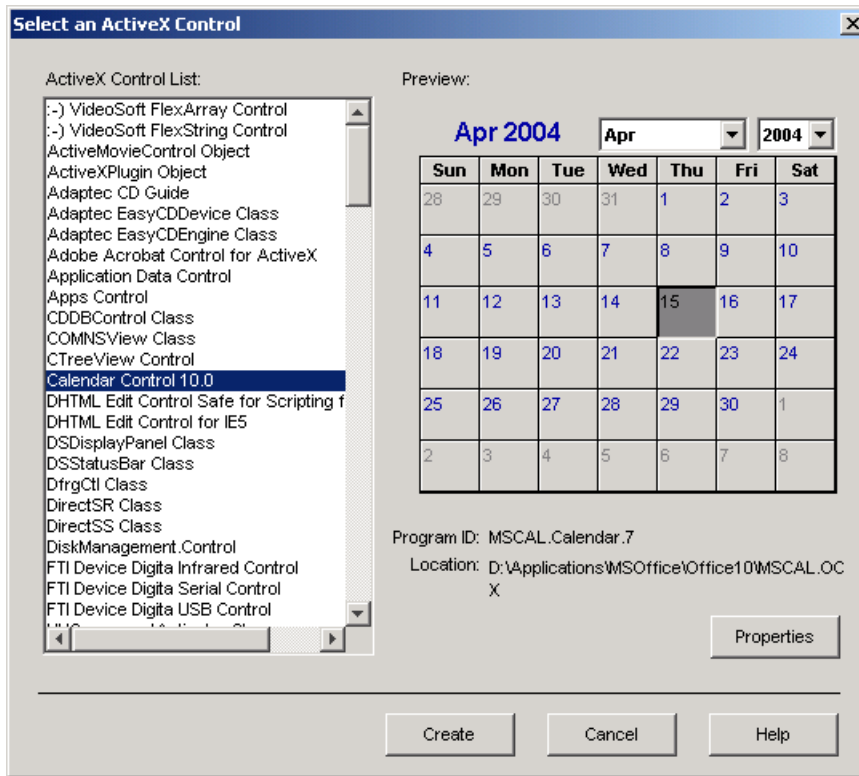 Select an ActiveX Control
ActiveX Control List:
:-) VideoSoft FlexArray Control
:-) VideoSoft FlexString Control
ActiveMovieControl Object
ActiveXPlugin Object
Adaptec CD Guide
Adaptec EasyCDDevice Class
Adaptec EasyCDEngine Class
Adobe Acrobat Control for ActiveX
Application Data Control
Apps Control
CDDBControl Class
COMNSView Class
CTreeView Control
Calendar Control 10.0
DHTML Edit Control Safe for Scripting f
DHTML Edit Control for IE5
DSDisplayPanel Class
DSStatusBar Class
DfrgCtl Class
DirectSR Class
DirectSS Class
DiskManagement.Control
FTI Device Digita Infrared Control
FTI Device Digita Serial Control
FTI Device Digita USB Control
Preview:
Apr 2004 Apr 2004
Sun Mon Tue Wed Thu Fri Sat
28 29 30 31 1 2 3
4 5 6 7 8 9 10
11 12 13 14 15 16 17
18 19 20 21 22 23 24
25 26 27 28 29 30 1
2 3 4 5 6 7 8
Program ID: MSCAL.Calendar.7
Location: D:\Applications\MSOffice\Office10\MSCAL.OC
X
Properties
Create Cancel Help